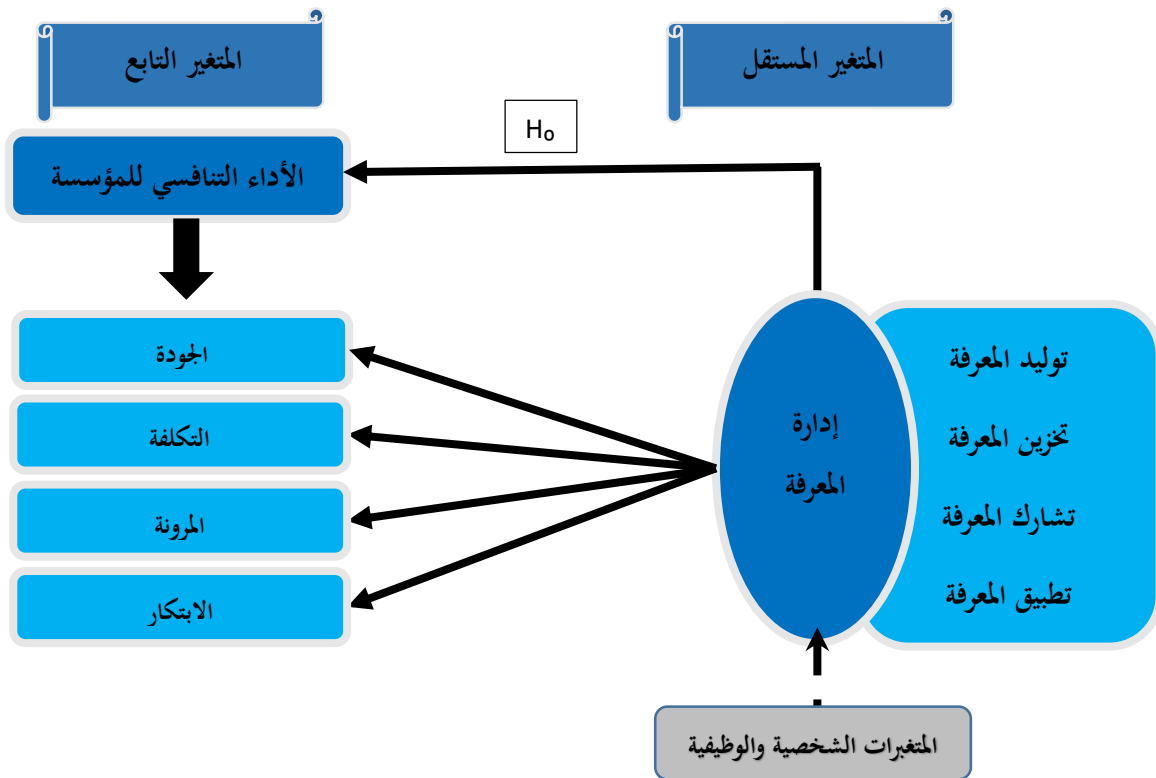 المتغير المستقل
المتغير التابع
H₀
الأداء التنافسي للمؤسسة
الجودة
التكلفة
المرونة
الابتكار
إدارة
المعرفة
توليد المعرفة
تخزين المعرفة
تشارك المعرفة
تطبيق المعرفة
المتغيرات الشخصية والوظيفية